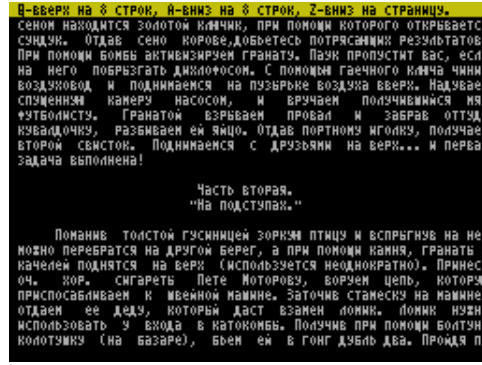 Q-вверх на 8 строк, A-вниз на 8 строк, Z-вниз на страницу.
сеном находится золотой ключик, при помощи которого открываетс
сундук. Отдав сено корове,добьетесь потрясающих результатов
При помощи бомбы активизируем гранату. Паук пропустит вас, есл
на него побрызгать дихлофосом. С помощью гаечного ключа чини
воздуховод и поднимаемся на пузырьке воздуха вверх. Надувае
спущенную камеру насосом, и вручаем получившийся мя
футболисту. Гранатой взрываем провал и забрав оттуд
кувалдочку, разбиваем ей яйцо. Отдав портному иголку, получае
второй свисток. Поднимаемся с друзьями на верх... и перва
задача выполнена!
Часть вторая.
"На подступах."
Поманив толстой гусиницей зоркую птицу и вспрыгнув на не
можно перебратся на другой берег, а при помощи камня, гранаты
качелей поднятся на верх (используется неоднократно). Принес
оч. хор. сигареты Пете Моторову, воруем цепь, котору
приспосабливаем к швейной машине. Заточив стамеску на машине
отдаем ее деду, который даст взамен ломик. Ломик нужн
использовать у входа в катокомбы. Получив при помощи болтун
колотушку (на базаре), бьем ей в гонг дубль два. Пройдя п